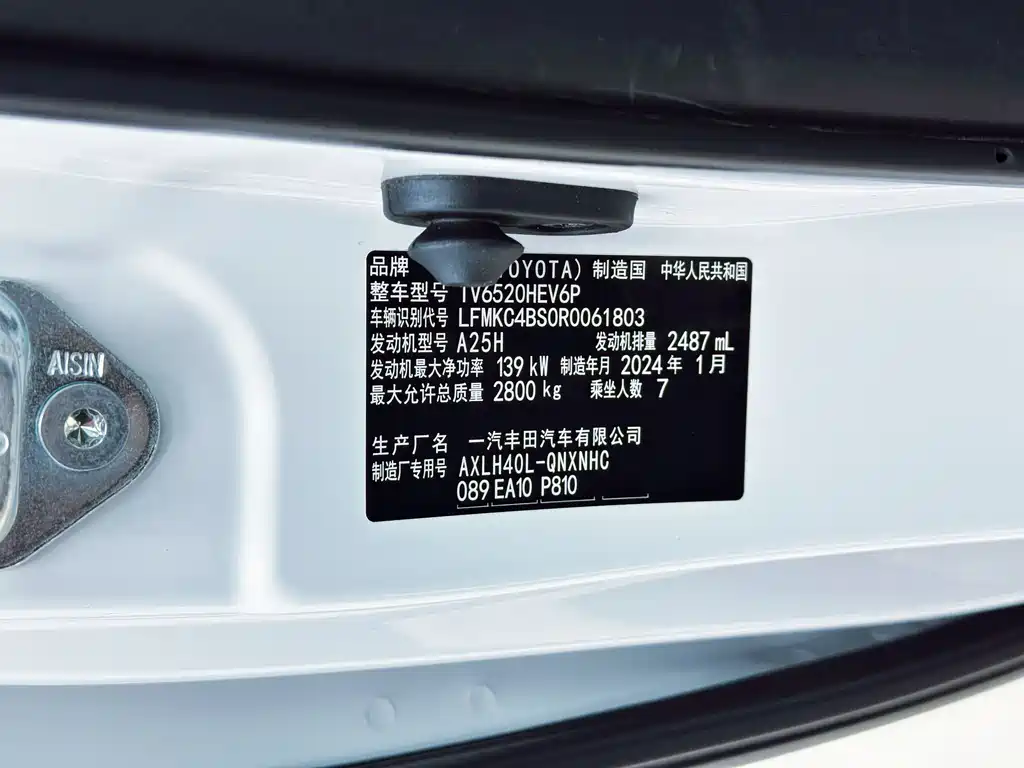 AISIN
品牌 OYOTA) 制造国 中华人民共和国
整车型号 TV6520HEV6P
车辆识别代号 LFMKC4BS0R0061803
发动机型号 A25H 发动机排量 2487 mL
发动机最大净功率 139 kW 制造年月 2024 年 1 月
最大允许总质量 2800 kg 乘坐人数 7
生产厂名 一汽丰田汽车有限公司
制造厂专用号 AXLH40L-QNXNHC
089 EA10 P810